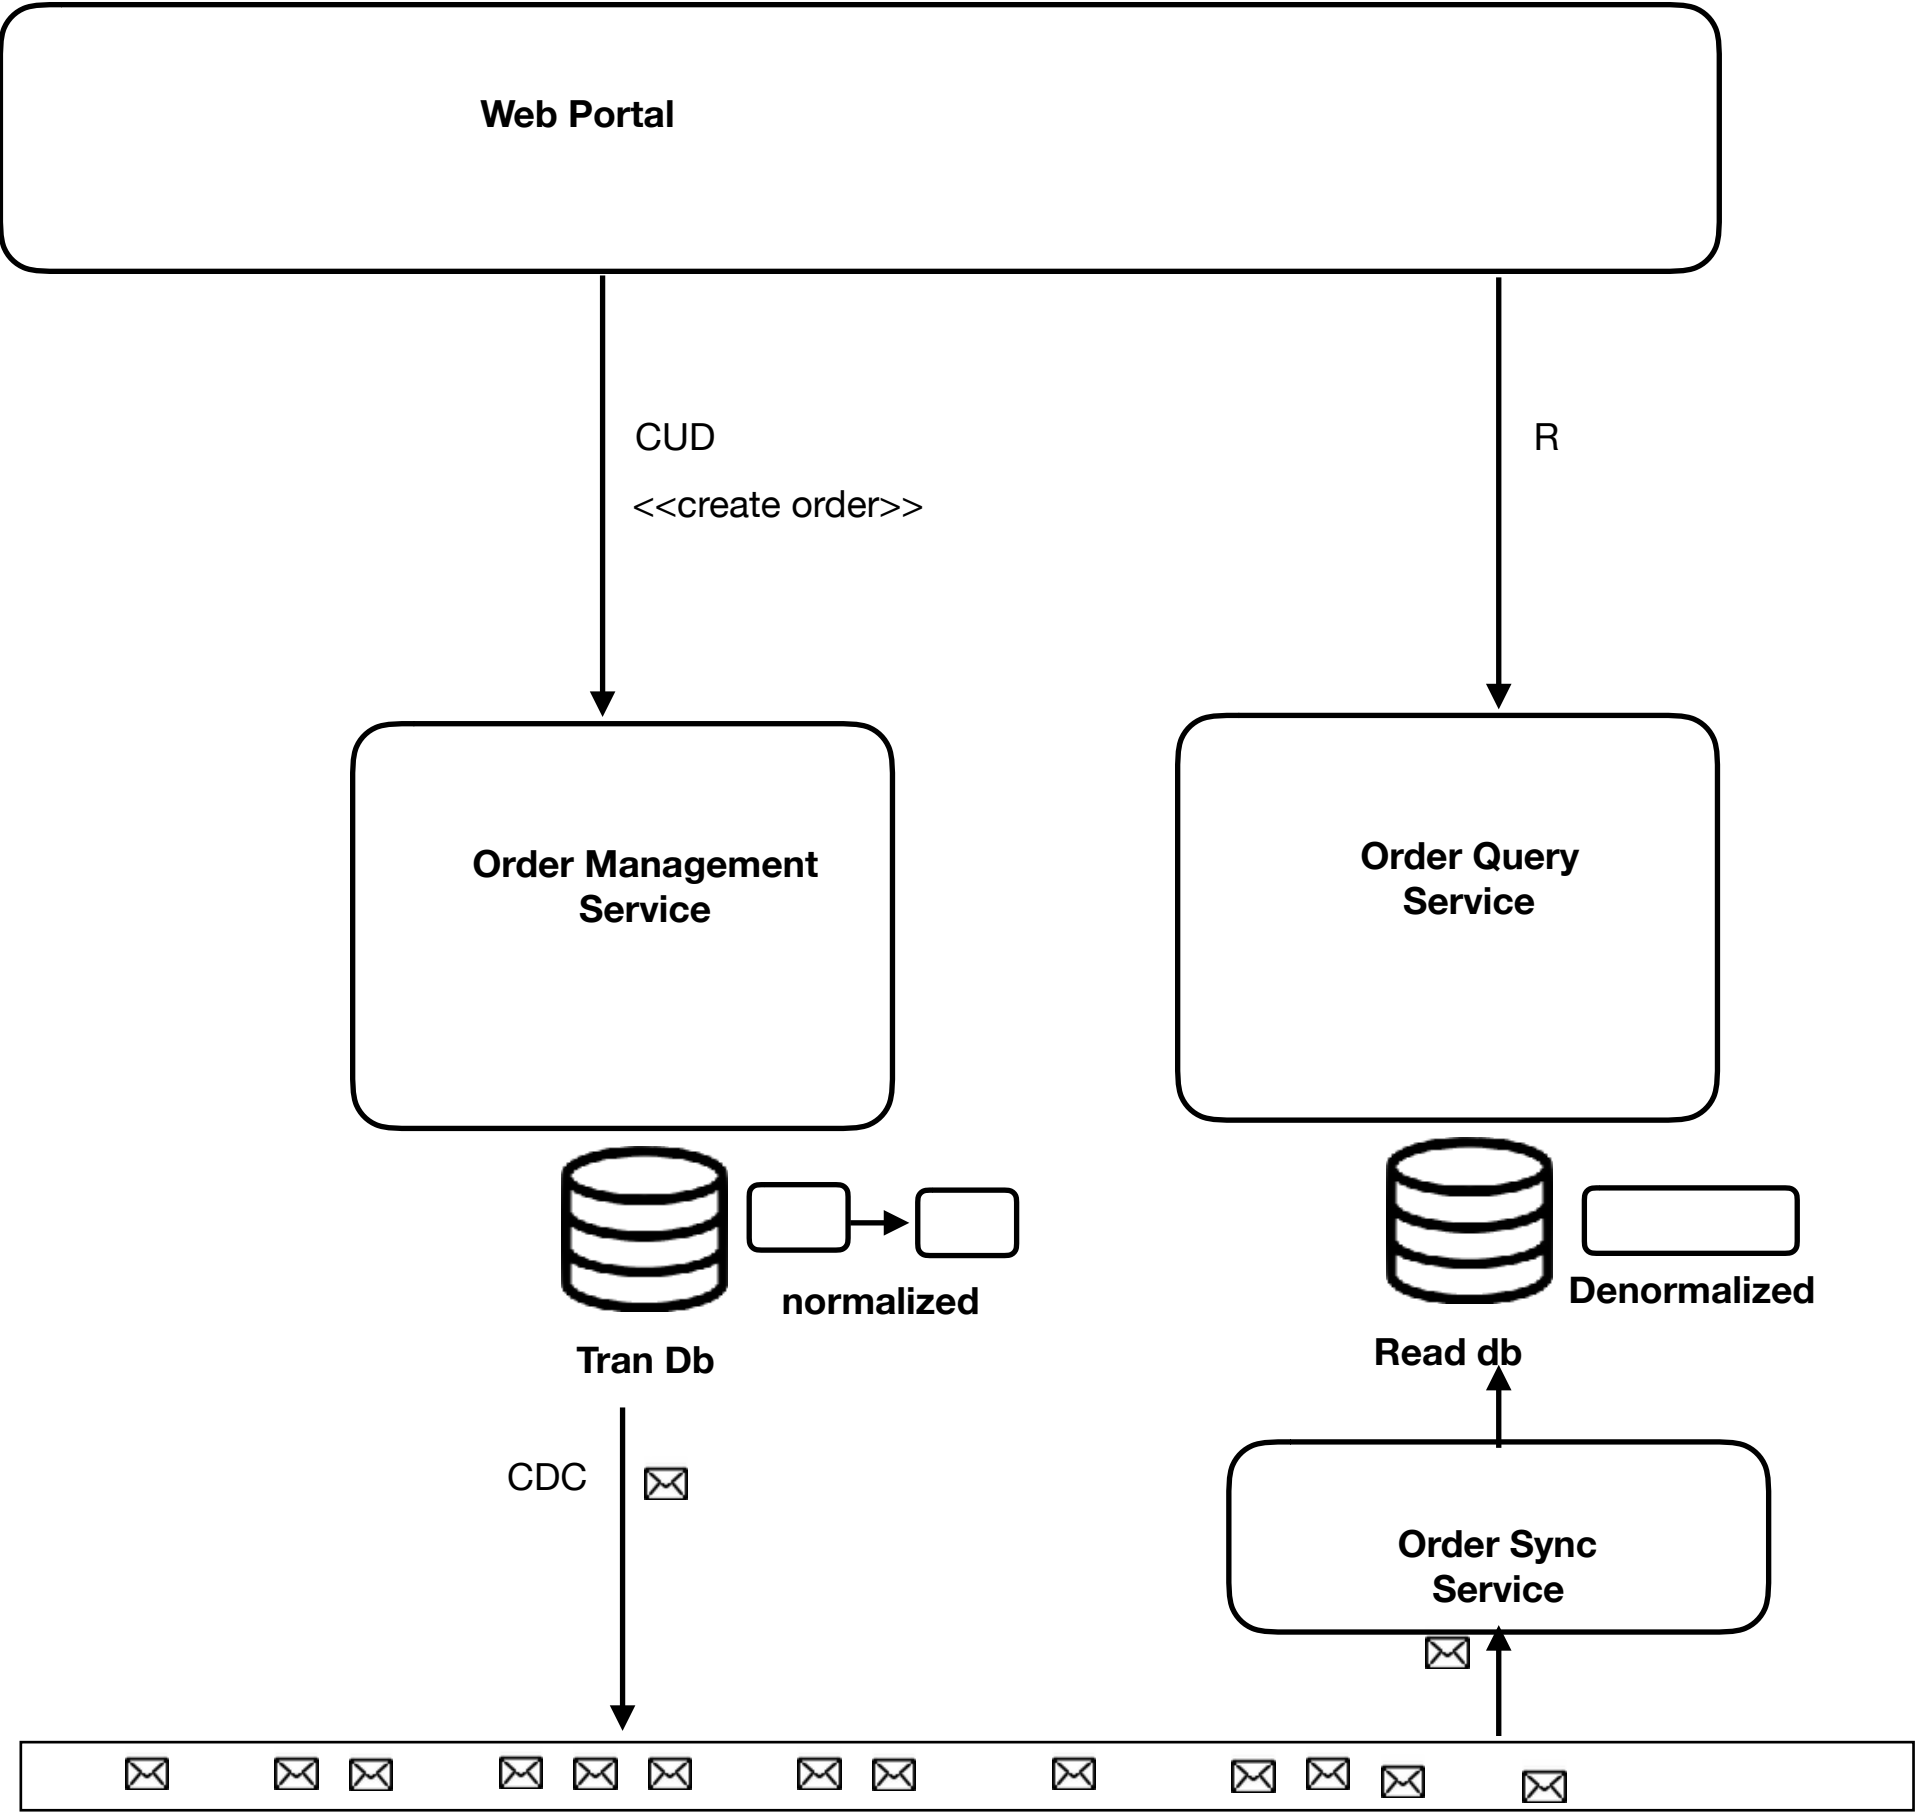 Web Portal
CUD
<<create order>>
R
Order Management
Service
Order Query
Service
normalized
Denormalized
Tran Db
Read db
CDC
Order Sync
Service